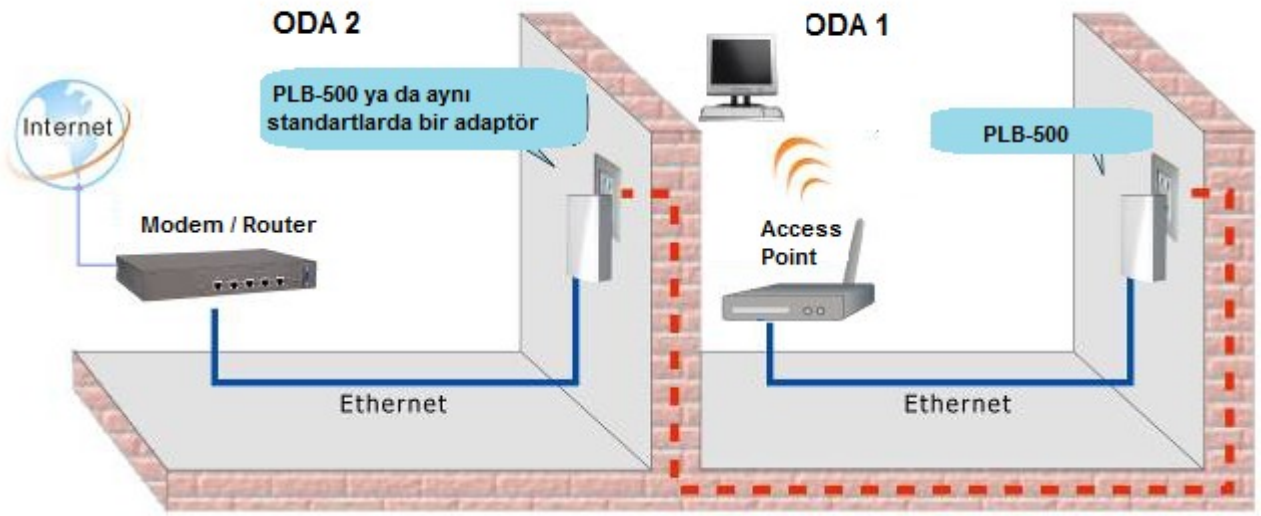 ODA 2
ODA 1
PLB-500 ya da aynı
standartlarda bir adaptör
PLB-500
Internet
Modem / Router
Access
Point
Ethernet
Ethernet